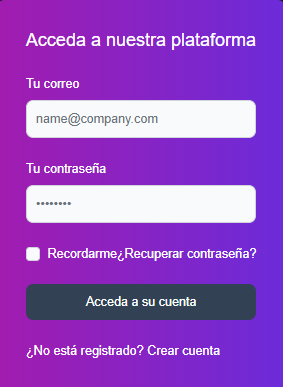 Acceda a nuestra plataforma
Tu correo
name@company.com
Tu contraseña
••••••••
Recordarme¿Recuperar contraseña?
Acceda a su cuenta
¿No está registrado? Crear cuenta